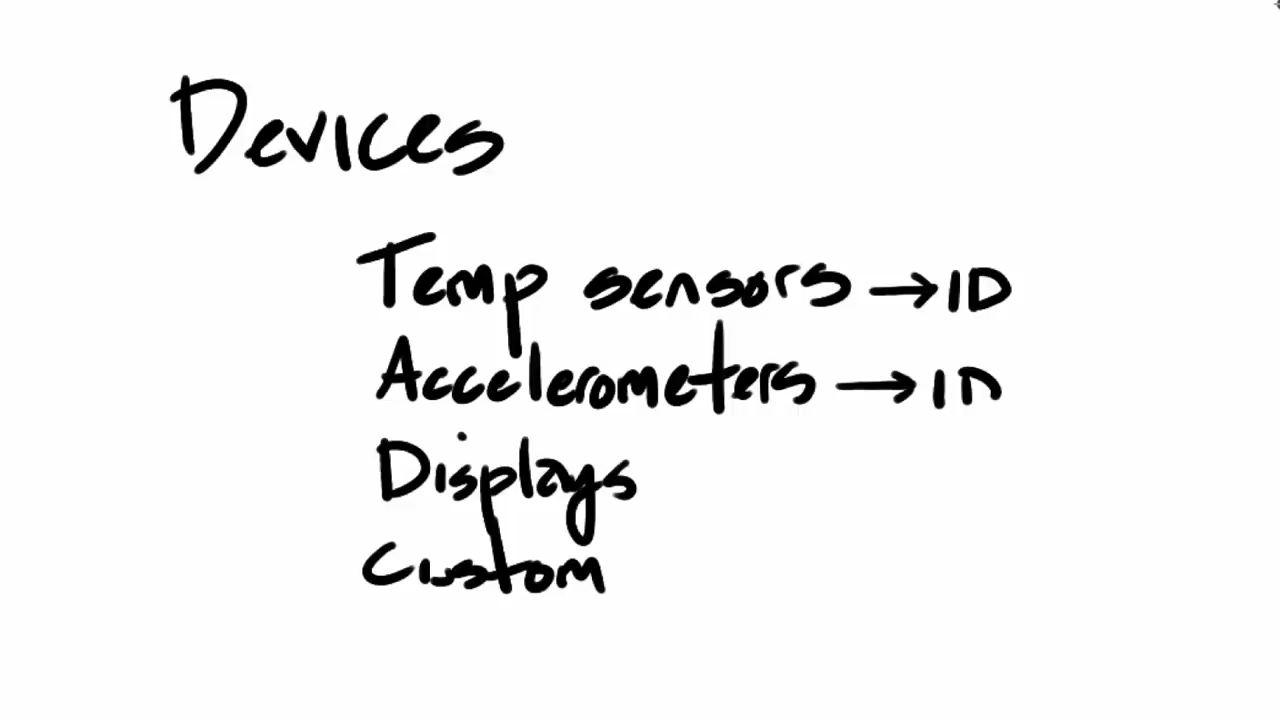 Devices
Temp sensors → ID
Accelerometers → ID
Displays
Custom